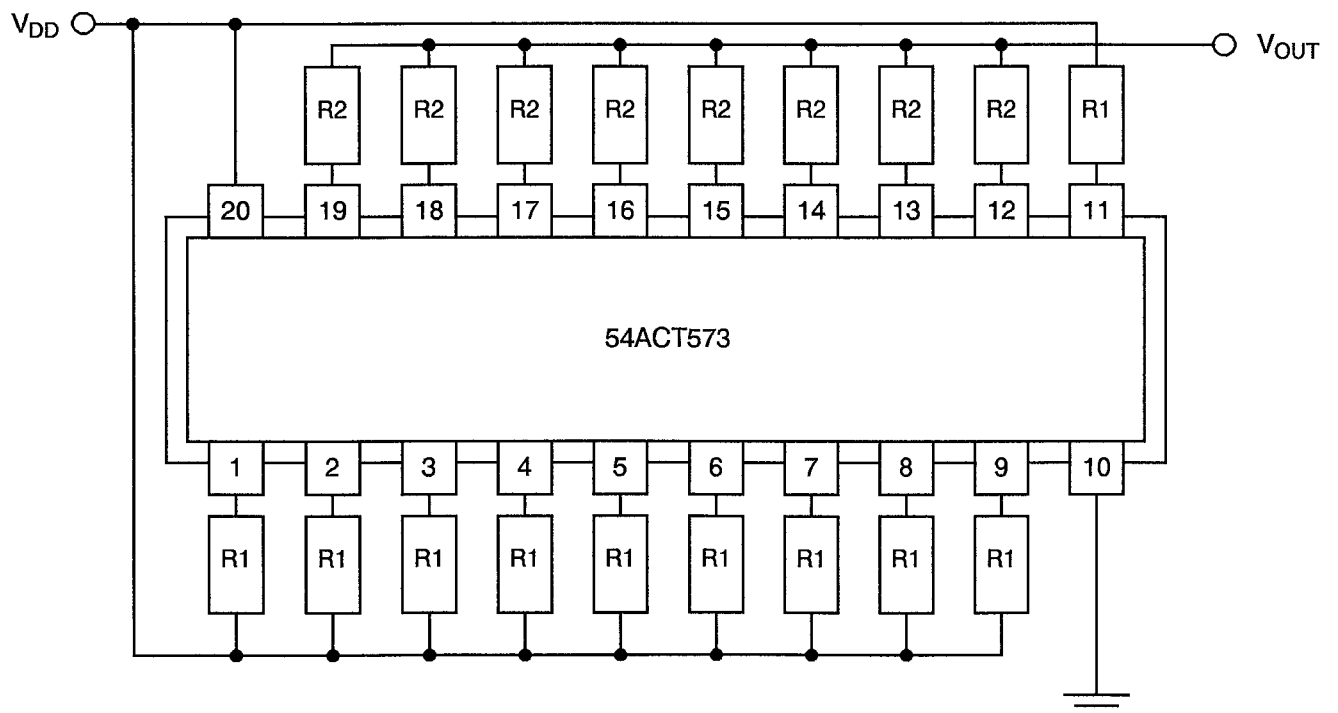 V_DD
V_OUT
R2 R2 R2 R2 R2 R2 R2 R2 R1
20 19 18 17 16 15 14 13 12 11
54ACT573
1 2 3 4 5 6 7 8 9 10
R1 R1 R1 R1 R1 R1 R1 R1 R1